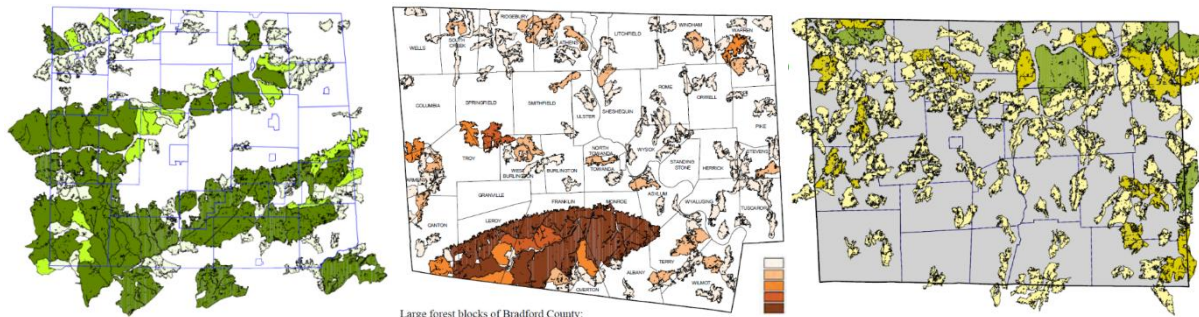 RIDGEBURY
WINDHAM
WARREN
LITCHFIELD
SOUTH
CREEK
ATHENS
WELLS
ROME
ORWELL
COLUMBIA
SPRINGFIELD
SMITHFIELD
SHESHEQUIN
ULSTER
PIKE
TROY
NORTH
TOWANDA
WYSOX
STANDING
STONE
STEVENS
WEST
BURLINGTON
BURLINGTON
TOWANDA
HERRICK
GRANVILLE
ASYLUM
WYALUSING
FRANKLIN
MONROE
TUSCARORA
CANTON
LEROY
TERRY
ALBANY
WILMOT
OVERTON
Large forest blocks of Bradford County: